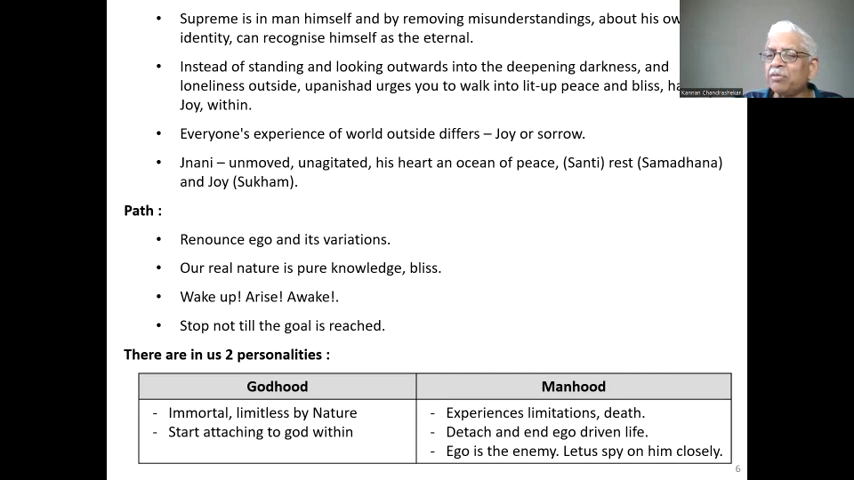 • Supreme is in man himself and by removing misunderstandings, about his
identity, can recognise himself as the eternal.
• Instead of standing and looking outwards into the deepening darkness, and
loneliness outside, upanishad urges you to walk into lit-up peace and bliss,
Joy, within.
• Everyone's experience of world outside differs – Joy or sorrow.
• Jnani – unmoved, unagitated, his heart an ocean of peace, (Santi) rest (Samadhana)
and Joy (Sukham).
Path :
• Renounce ego and its variations.
• Our real nature is pure knowledge, bliss.
• Wake up! Arise! Awake!.
• Stop not till the goal is reached.
There are in us 2 personalities :
Godhood
Manhood
- Immortal, limitless by Nature
- Start attaching to god within
- Experiences limitations, death.
- Detach and end ego driven life.
- Ego is the enemy. Letus spy on him closely.
6
Kannan Chandrashekar